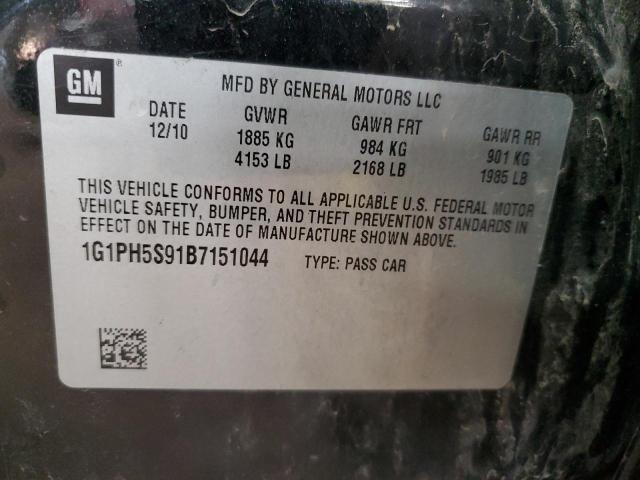 GM
®
MFD BY GENERAL MOTORS LLC
DATE GVWR GAWR FRT GAWR RR
12/10 1885 KG 984 KG 901 KG
4153 LB 2168 LB 1985 LB
THIS VEHICLE CONFORMS TO ALL APPLICABLE U.S. FEDERAL MOTOR
VEHICLE SAFETY, BUMPER, AND THEFT PREVENTION STANDARDS IN
EFFECT ON THE DATE OF MANUFACTURE SHOWN ABOVE.
1G1PH5S91B7151044 TYPE: PASS CAR